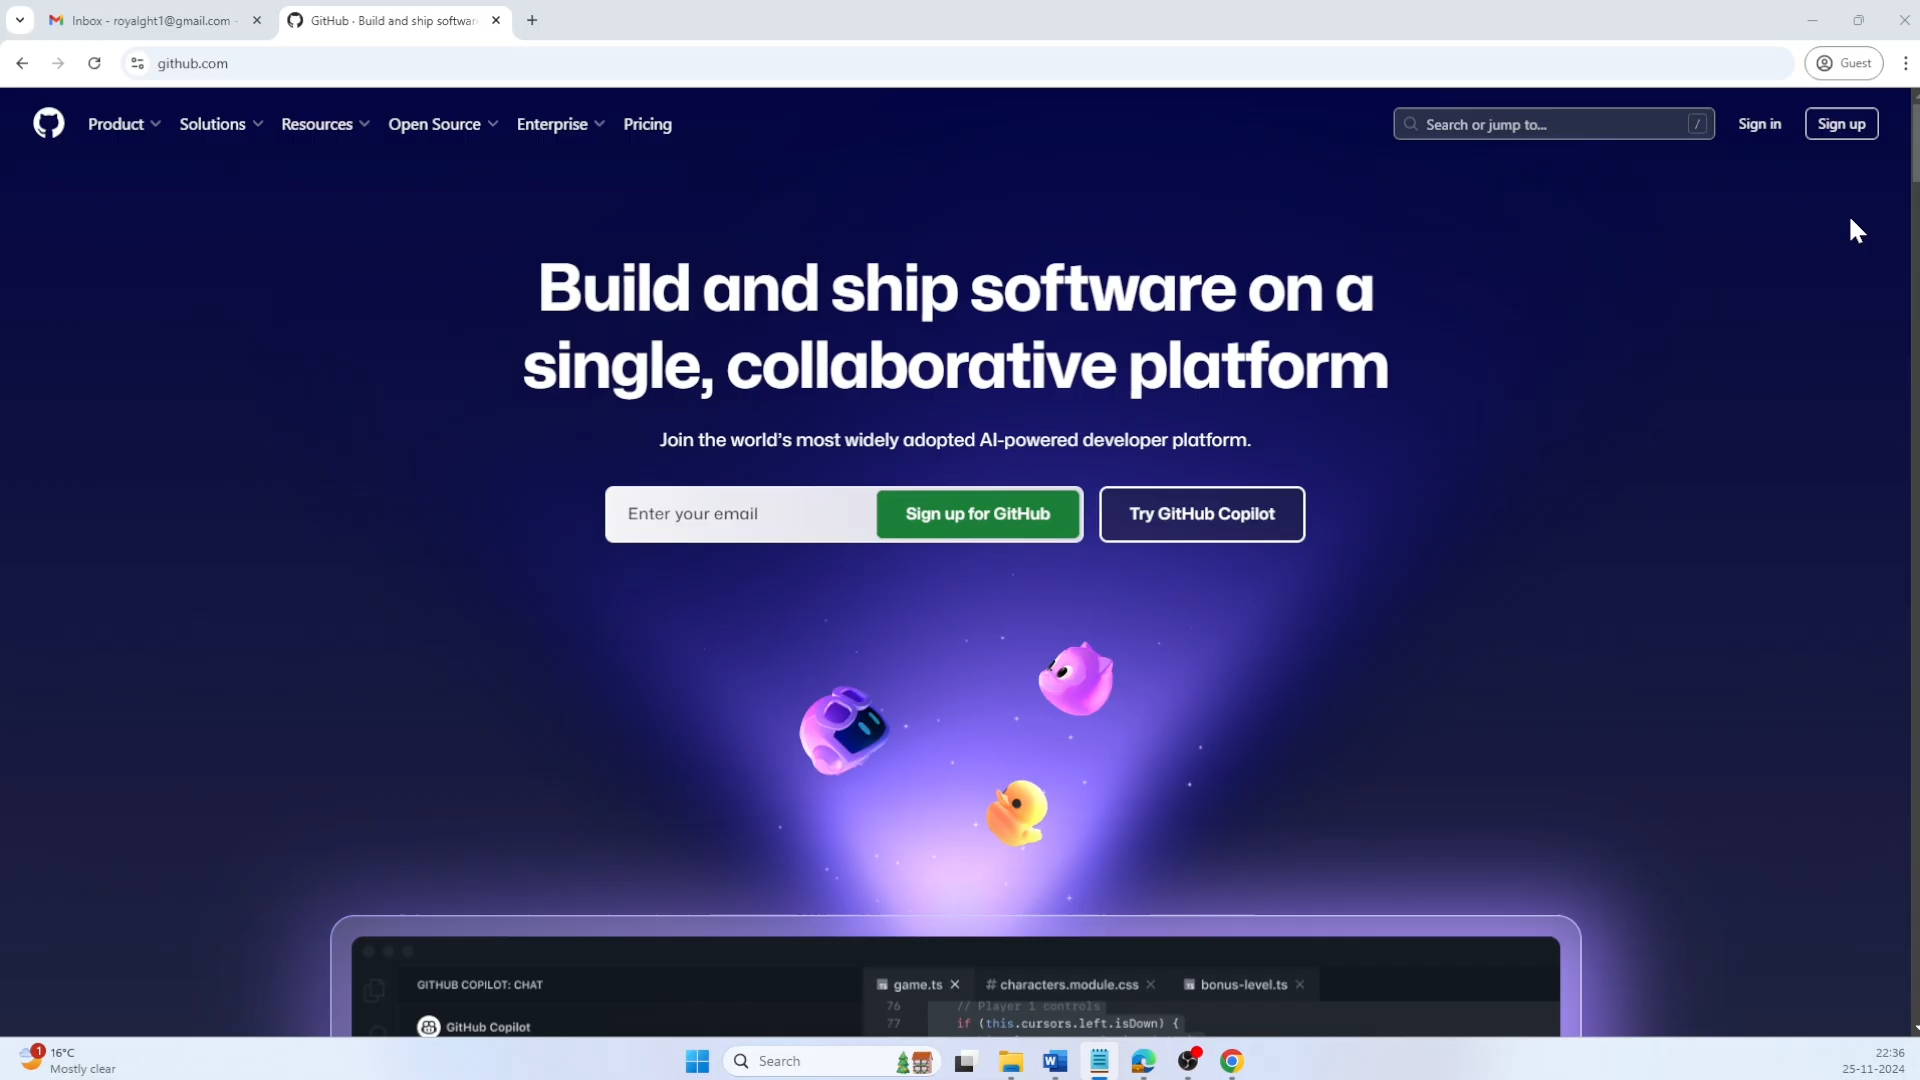 Inbox - royalght1@gmail.com -
GitHub · Build and ship softwar
github.com
Guest
Product
Solutions
Resources
Open Source
Enterprise
Pricing
Search or jump to...
/
Sign in
Sign up
Build and ship software on a
single, collaborative platform
Join the world's most widely adopted AI-powered developer platform.
Enter your email
Sign up for GitHub
Try GitHub Copilot
GITHUB COPILOT: CHAT
game.ts
# characters.module.css
bonus-level.ts
76 // Player 1 controls
77 if (this.cursors.left.isDown) {
GitHub Copilot
1
16°C
Mostly clear
Search
22:36
25-11-2024